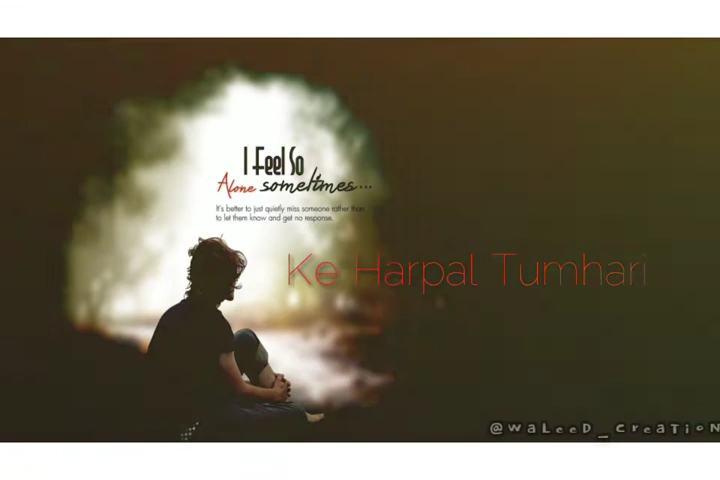 I Feel So
Alone sometimes...
It's better to just quietly miss someone rather than
to let them know and get no response.
Ke Harpal Tumhari
@waLeeD_creaTioN